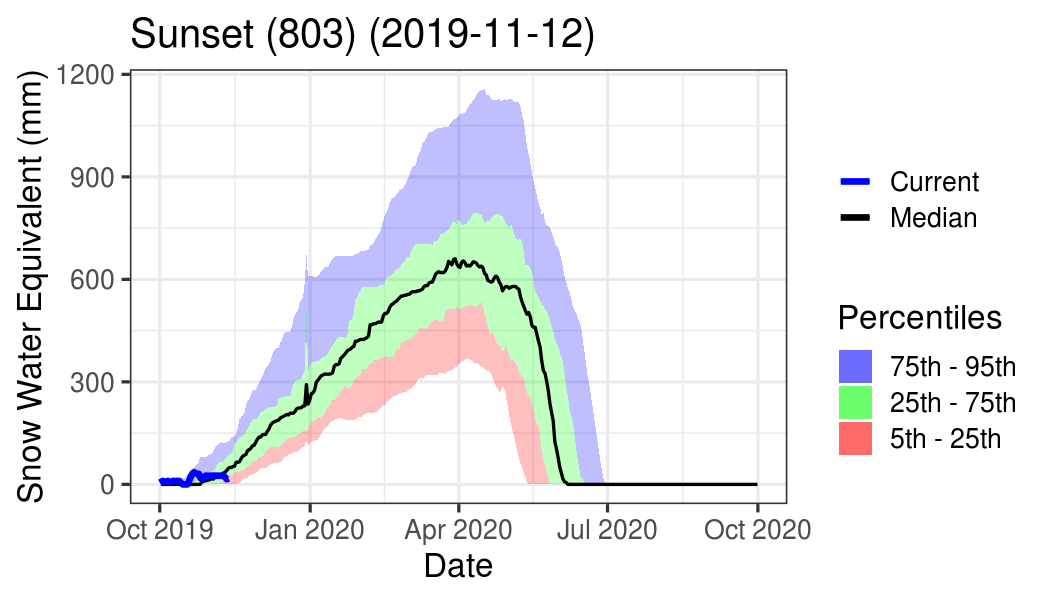 Sunset (803) (2019-11-12)
Snow Water Equivalent (mm)
1200
900
600
300
0
Oct 2019
Jan 2020
Apr 2020
Jul 2020
Oct 2020
Date
Current
Median
Percentiles
75th - 95th
25th - 75th
5th - 25th